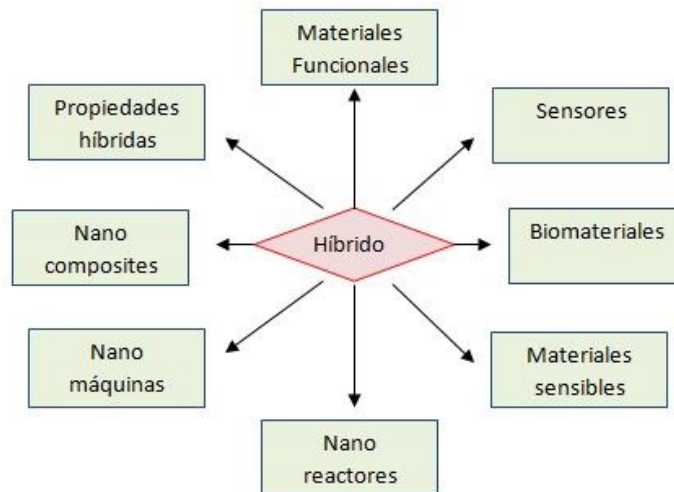 Materiales
Funcionales
Propiedades
híbridas
Sensores
Nano
composites
Híbrido
Biomateriales
Nano
máquinas
Materiales
sensibles
Nano
reactores